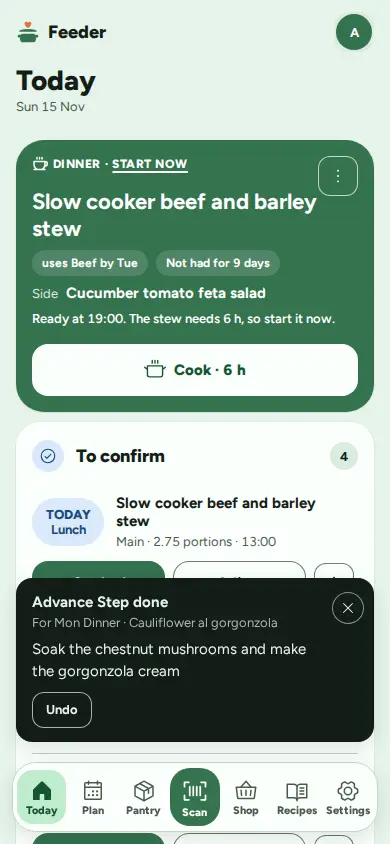 Feeder
A
Today
Sun 15 Nov
DINNER · START NOW
Slow cooker beef and barley
stew
uses Beef by Tue
Not had for 9 days
Side Cucumber tomato feta salad
Ready at 19:00. The stew needs 6 h, so start it now.
Cook · 6 h
To confirm
4
TODAY
Lunch
Slow cooker beef and barley
stew
Main · 2.75 portions · 13:00
Advance Step done
For Mon Dinner · Cauliflower al gorgonzola
Soak the chestnut mushrooms and make
the gorgonzola cream
Undo
Today
Plan
Pantry
Scan
Shop
Recipes
Settings